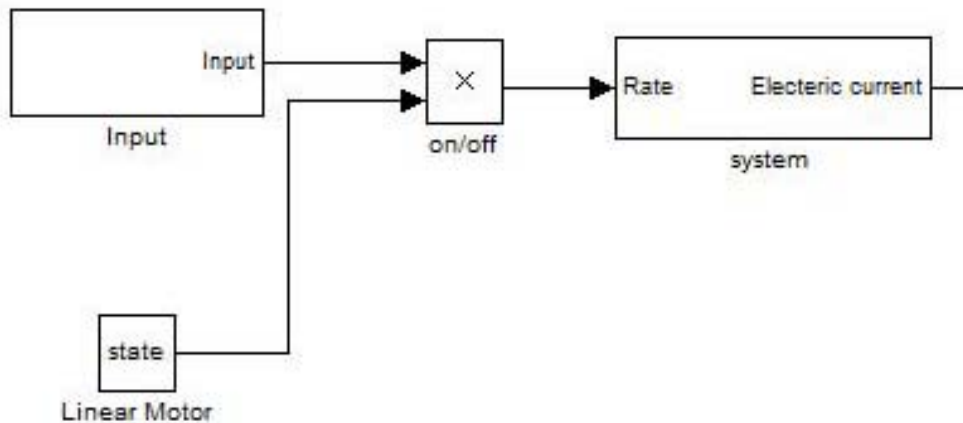 Input
Input
×
on/off
Rate
Electeric current
system
state
Linear Motor